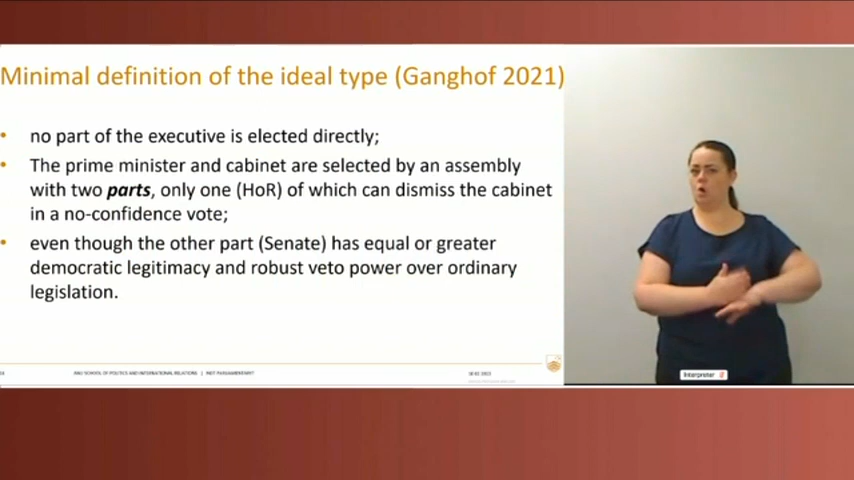 Minimal definition of the ideal type (Ganghof 2021)
• no part of the executive is elected directly;
• The prime minister and cabinet are selected by an assembly
with two parts, only one (HoR) of which can dismiss the cabinet
in a no-confidence vote;
• even though the other part (Senate) has equal or greater
democratic legitimacy and robust veto power over ordinary
legislation.
ANU SCHOOL OF POLITICS AND INTERNATIONAL RELATIONS | NOT PARLIAMENTARY
Interpreter